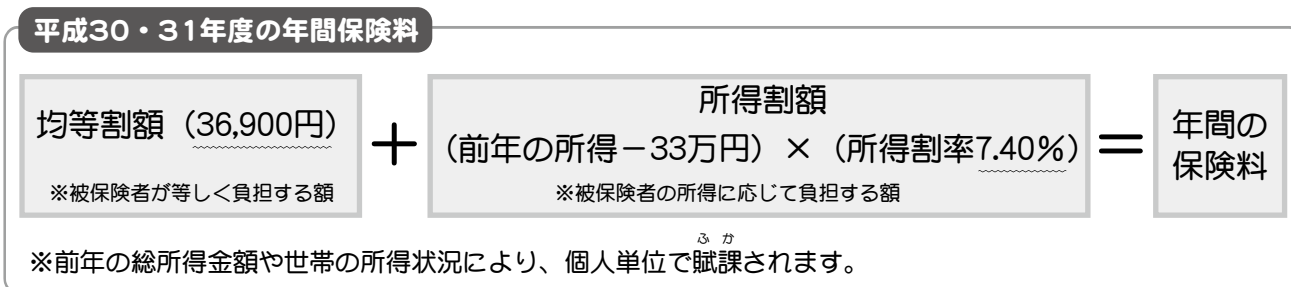 平成30・31年度の年間保険料
均等割額（36,900円）
※被保険者が等しく負担する額
＋
所得割額
（前年の所得－33万円）×（所得割率7.40％）
※被保険者の所得に応じて負担する額
＝
年間の
保険料
ふか
※前年の総所得金額や世帯の所得状況により、個人単位で賦課されます。